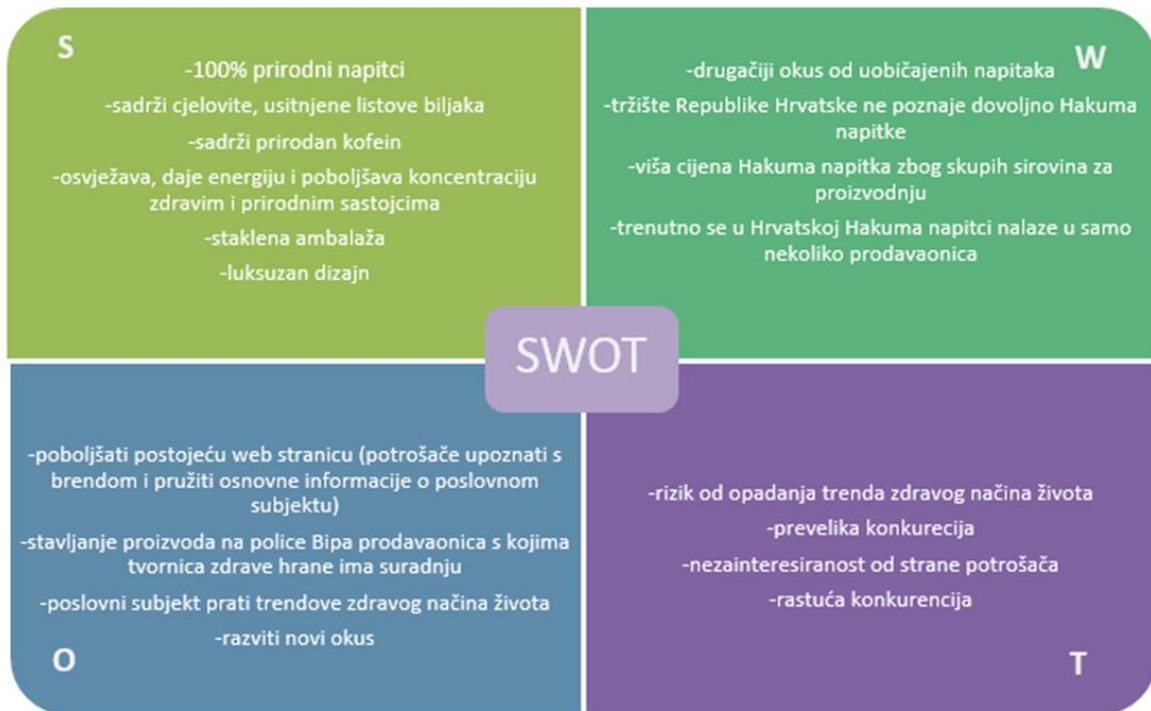 S
-100% prirodni napitci
-sadrži cjelovite, usitnjene listove biljaka
-sadrži prirodan kofein
-osvježava, daje energiju i poboljšava koncentraciju
zdravim i prirodnim sastojcima
-staklena ambalaža
-luksuzan dizajn
W
-drugačiji okus od uobičajenih napitaka
-tržište Republike Hrvatske ne poznaje dovoljno Hakuma
napitke
-viša cijena Hakuma napitka zbog skupih sirovina za
proizvodnju
-trenutno se u Hrvatskoj Hakuma napitci nalaze u samo
nekoliko prodavaonica
SWOT
-poboljšati postojeću web stranicu (potrošače upoznati s
brendom i pružiti osnovne informacije o poslovnom
subjektu)
-stavljanje proizvoda na police Bipa prodavaonica s kojima
tvornica zdrave hrane ima suradnju
-poslovni subjekt prati trendove zdravog načina života
-razviti novi okus
O
-rizik od opadanja trenda zdravog načina života
-prevelika konkurecija
-nezainteresiranost od strane potrošača
-rastuća konkurencija
T